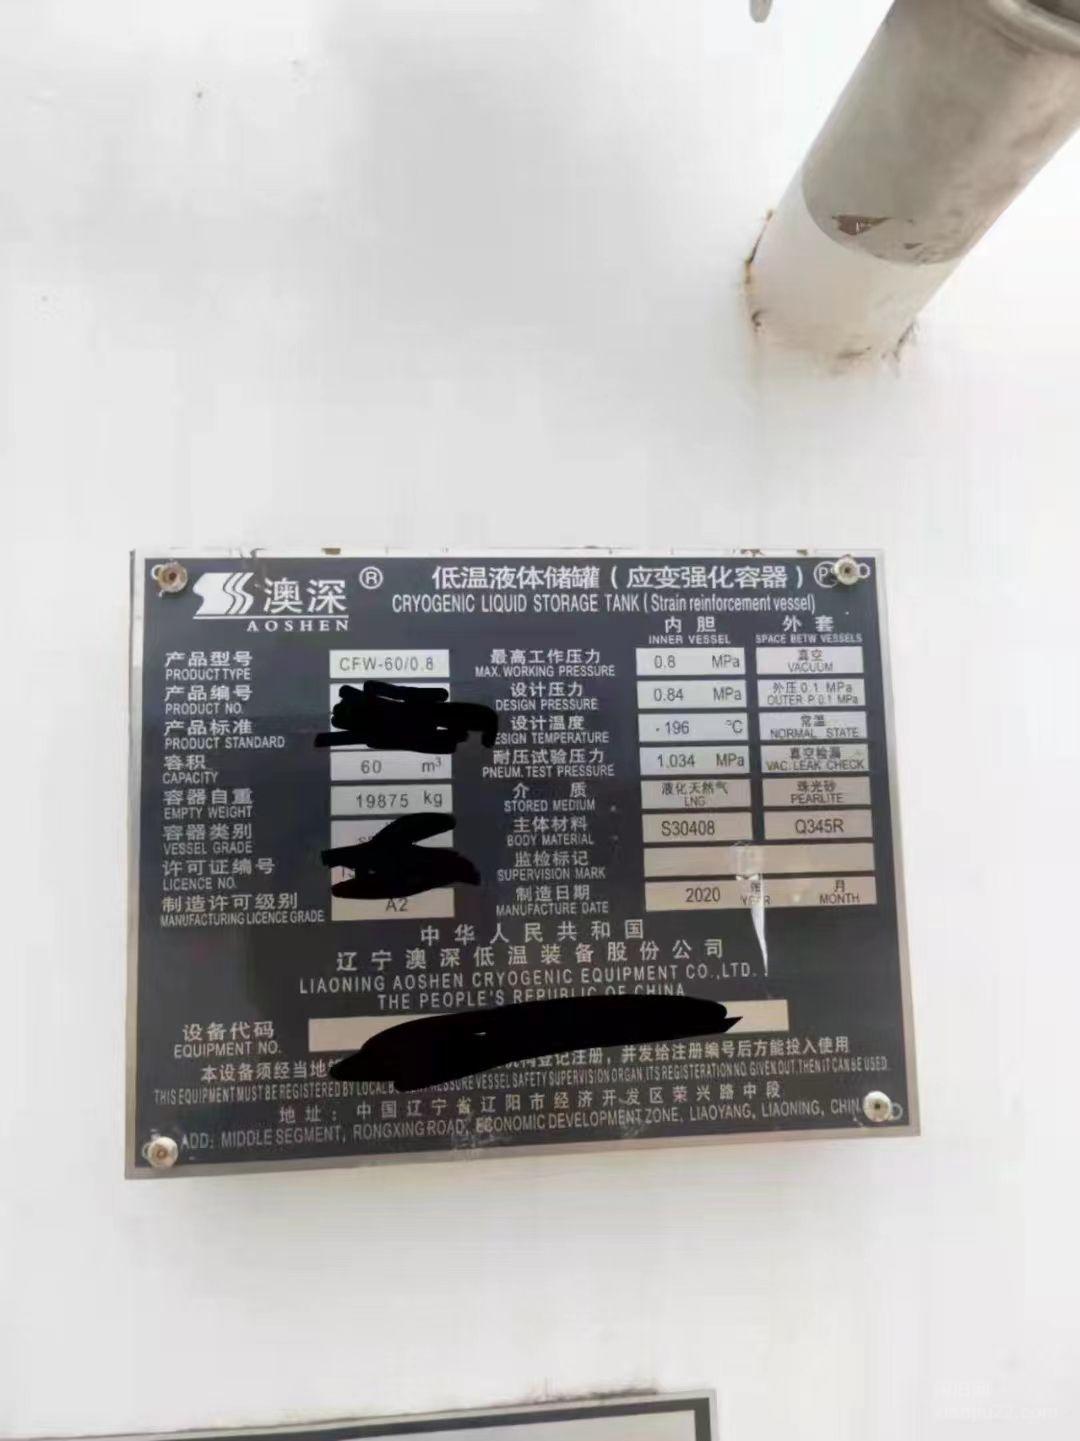 澳深 ® 低温液体储罐（应变强化容器）
AOSHEN CRYOGENIC LIQUID STORAGE TANK (Strain reinforcement vessel)
内胆 外套
INNER VESSEL SPACE BETW VESSELS
产品型号 CFW-60/0.8 最高工作压力 0.8 MPa 真空
PRODUCT TYPE MAX. WORKING PRESSURE VACUUM
产品编号 设计压力 0.84 MPa 外压 0.1 MPa
PRODUCT NO. DESIGN PRESSURE OUTER P. 0.1 MPa
产品标准 设计温度 -196 °C 常温
PRODUCT STANDARD DESIGN TEMPERATURE NORMAL STATE
容积 60 m³ 耐压试验压力 1.034 MPa 真空检漏
CAPACITY PNEUM. TEST PRESSURE VAC. LEAK CHECK
容器自重 19875 kg 介质 液化天然气 珠光砂
EMPTY WEIGHT STORED MEDIUM LNG PEARLITE
容器类别 主体材料 S30408 Q345R
VESSEL GRADE BODY MATERIAL
许可证编号 监检标记
LICENCE NO. SUPERVISION MARK
制造许可级别 A2 制造日期 2020 年 月
MANUFACTURING LICENCE GRADE MANUFACTURE DATE YEAR MONTH
中华人民共和国
辽宁澳深低温装备股份公司
LIAONING AOSHEN CRYOGENIC EQUIPMENT CO.,LTD.
THE PEOPLE'S REPUBLIC OF CHINA
设备代码
EQUIPMENT NO.
本设备须经当地 构登记注册，并发给注册编号后方能投入使用
THIS EQUIPMENT MUST BE REGISTERED BY LOCAL PRESSURE VESSEL SAFETY SUPERVISION ORGAN. ITS REGISTERATION NO. GIVEN OUT. THEN IT CAN BE USED.
地址：中国辽宁省辽阳市经济开发区荣兴路中段
ADD: MIDDLE SEGMENT, RONGXING ROAD, ECONOMIC DEVELOPMENT ZONE, LIAOYANG, LIAONING, CHIN